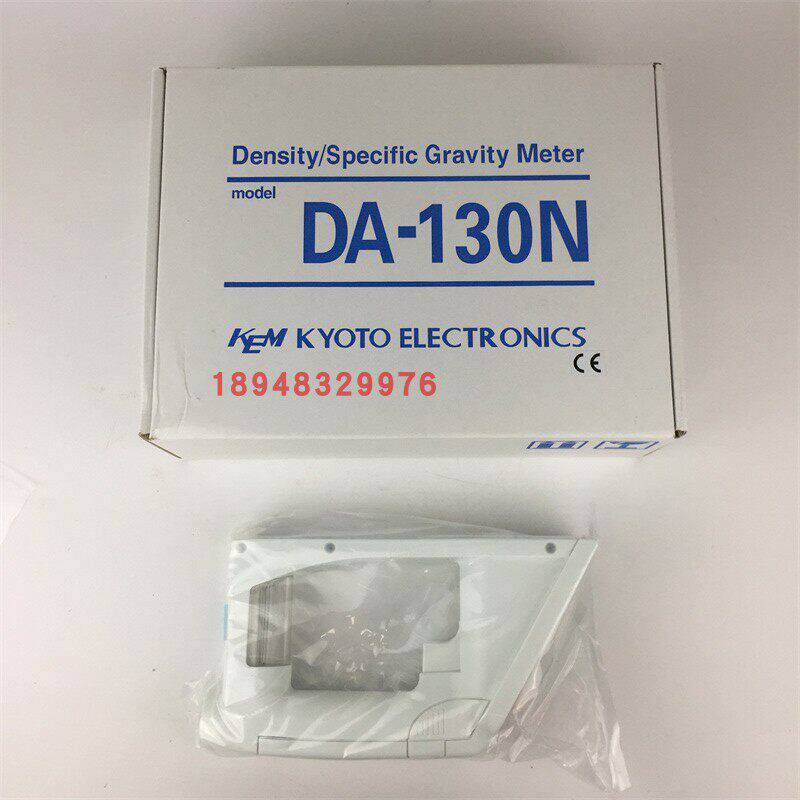 Density/Specific Gravity Meter
model
DA-130N
KEM KYOTO ELECTRONICS
CE
18948329976